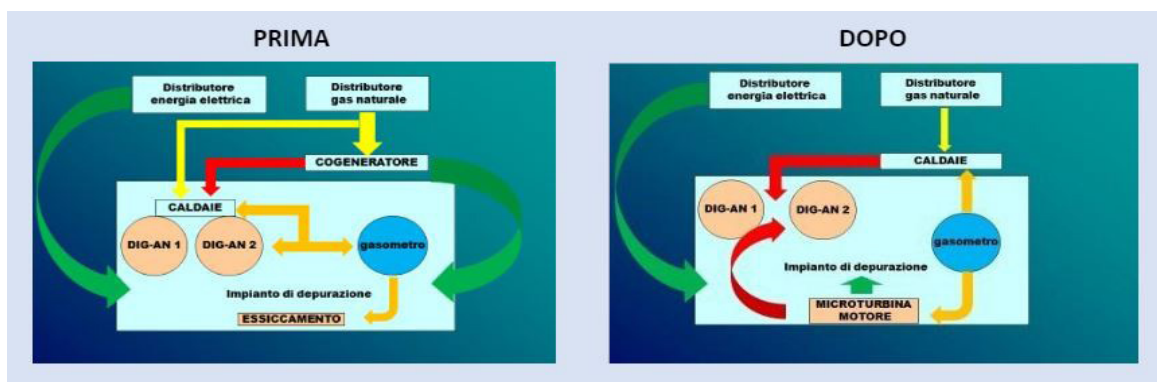 PRIMA
Distributore
energia elettrica
Distributore
gas naturale
COGENERATORE
CALDAIE
DIG-AN 1
DIG-AN 2
gasometro
Impianto di depurazione
ESSICCAMENTO
DOPO
Distributore
energia elettrica
Distributore
gas naturale
CALDAIE
DIG-AN 1
DIG-AN 2
gasometro
Impianto di depurazione
MICROTURBINA
MOTORE